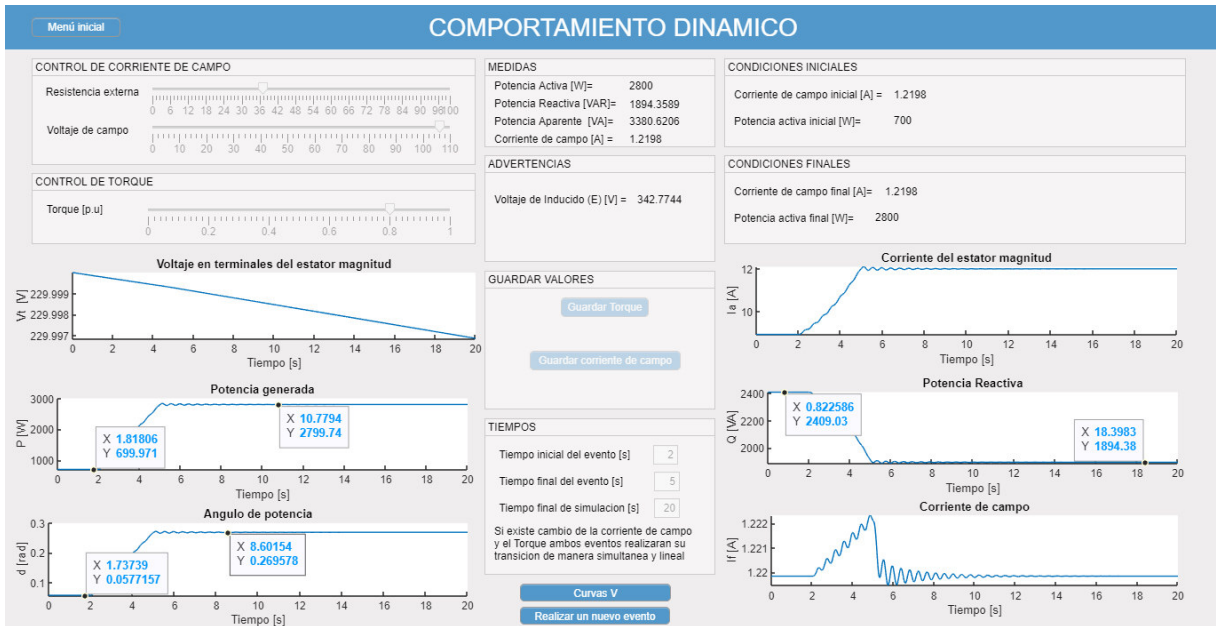 Menú inicial
COMPORTAMIENTO DINAMICO
CONTROL DE CORRIENTE DE CAMPO
Resistencia externa
0 6 12 18 24 30 36 42 48 54 60 66 72 78 84 90 96100
Voltaje de campo
0 10 20 30 40 50 60 70 80 90 100 110
CONTROL DE TORQUE
Torque [p.u]
0 0.2 0.4 0.6 0.8 1
MEDIDAS
Potencia Activa [W]= 2800
Potencia Reactiva [VAR]= 1894.3589
Potencia Aparente [VA]= 3380.6206
Corriente de campo [A] = 1.2198
ADVERTENCIAS
Voltaje de Inducido (E) [V] = 342.7744
CONDICIONES INICIALES
Corriente de campo inicial [A] = 1.2198
Potencia activa inicial [W]= 700
CONDICIONES FINALES
Corriente de campo final [A]= 1.2198
Potencia activa final [W]= 2800
Voltaje en terminales del estator magnitud
Vt [V]
229.999
229.998
229.997
0 2 4 6 8 10 12 14 16 18 20
Tiempo [s]
Potencia generada
P [W]
3000
2000
1000
X 1.81806
Y 699.971
X 10.7794
Y 2799.74
0 2 4 6 8 10 12 14 16 18 20
Tiempo [s]
Angulo de potencia
d [rad]
0.3
0.2
0.1
X 1.73739
Y 0.0577157
X 8.60154
Y 0.269578
0 2 4 6 8 10 12 14 16 18 20
Tiempo [s]
GUARDAR VALORES
Guardar Torque
Guardar corriente de campo
TIEMPOS
Tiempo inicial del evento [s] 2
Tiempo final del evento [s] 5
Tiempo final de simulacion [s] 20
Si existe cambio de la corriente de campo
y el Torque ambos eventos realizaran su
transicion de manera simultanea y lineal
Curvas V
Realizar un nuevo evento
Corriente del estator magnitud
Ia [A]
12
10
0 2 4 6 8 10 12 14 16 18 20
Tiempo [s]
Potencia Reactiva
Q [VA]
2400
2200
2000
X 0.822586
Y 2409.03
X 18.3983
Y 1894.38
0 2 4 6 8 10 12 14 16 18 20
Tiempo [s]
Corriente de campo
If [A]
1.222
1.221
1.22
0 2 4 6 8 10 12 14 16 18 20
Tiempo [s]